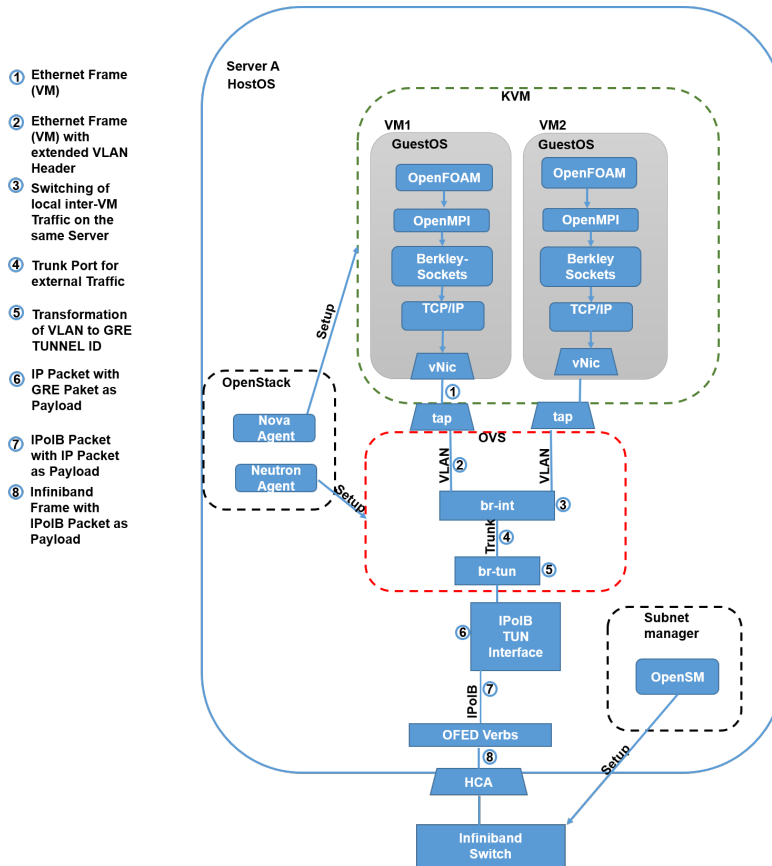 1 Ethernet Frame
(VM)
2 Ethernet Frame
(VM) with
extended VLAN
Header
3 Switching of
local inter-VM
Traffic on the
same Server
4 Trunk Port for
external Traffic
5 Transformation
of VLAN to GRE
TUNNEL ID
6 IP Packet with
GRE Paket as
Payload
7 IPoIB Packet
with IP Packet
as Payload
8 Infiniband
Frame with
IPoIB Packet as
Payload
Server A
HostOS
KVM
VM1
GuestOS
OpenFOAM
OpenMPI
Berkley-
Sockets
TCP/IP
vNic
VM2
GuestOS
OpenFOAM
OpenMPI
Berkley
Sockets
TCP/IP
vNic
1
Setup
OpenStack
Nova
Agent
Neutron
Agent
Setup
tap
tap
OVS
VLAN
2
VLAN
br-int
3
Trunk
4
br-tun
5
6
IPoIB
TUN
Interface
IPoIB
7
OFED Verbs
8
HCA
Infiniband
Switch
Subnet
manager
OpenSM
Setup